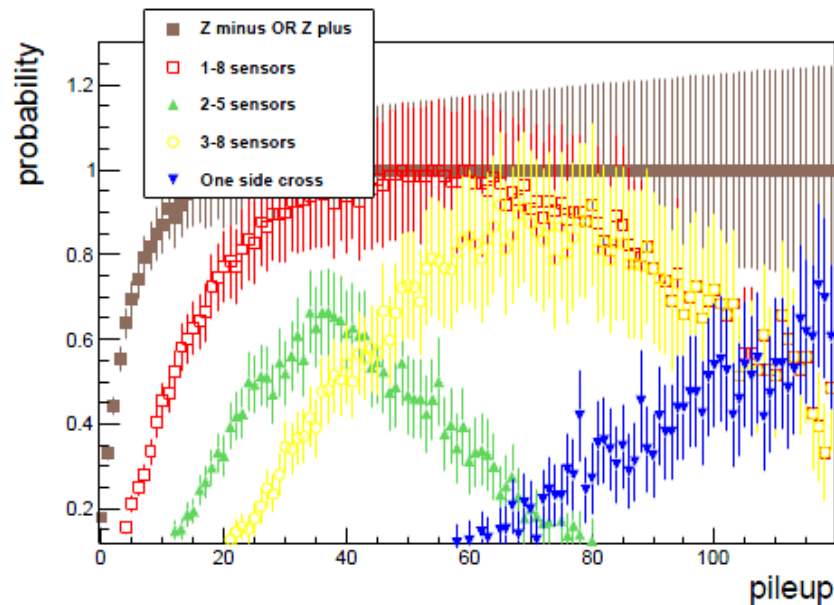 Z minus OR Z plus
1-8 sensors
2-5 sensors
3-8 sensors
One side cross
probability
1.2
1
0.8
0.6
0.4
0.2
0 20 40 60 80 100
pileup